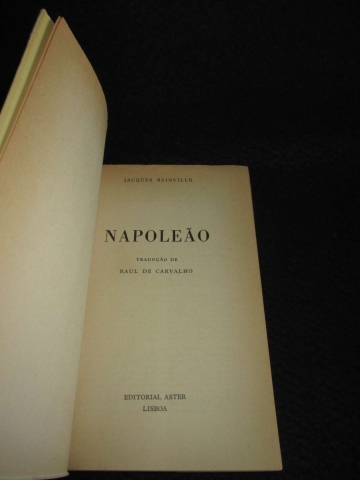 JACQUES BAINVILLE
NAPOLEÃO
TRADUÇÃO DE
RAUL DE CARVALHO
EDITORIAL ASTER
LISBOA